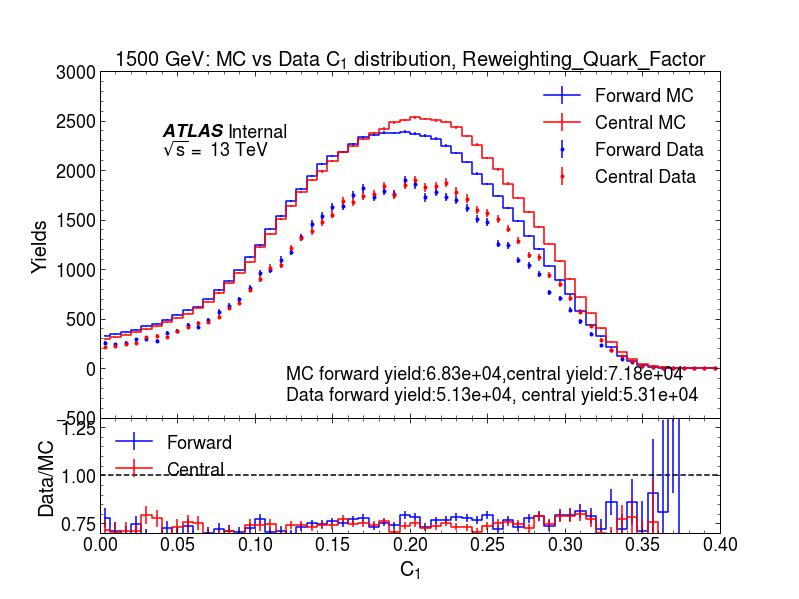 1500 GeV: MC vs Data C₁ distribution, Reweighting_Quark_Factor
3000
2500
2000
1500
1000
500
0
-500
Yields
ATLAS Internal
√s = 13 TeV
Forward MC
Central MC
Forward Data
Central Data
MC forward yield:6.83e+04,central yield:7.18e+04
Data forward yield:5.13e+04, central yield:5.31e+04
1.25
1.00
0.75
Data/MC
Forward
Central
0.00 0.05 0.10 0.15 0.20 0.25 0.30 0.35 0.40
C₁